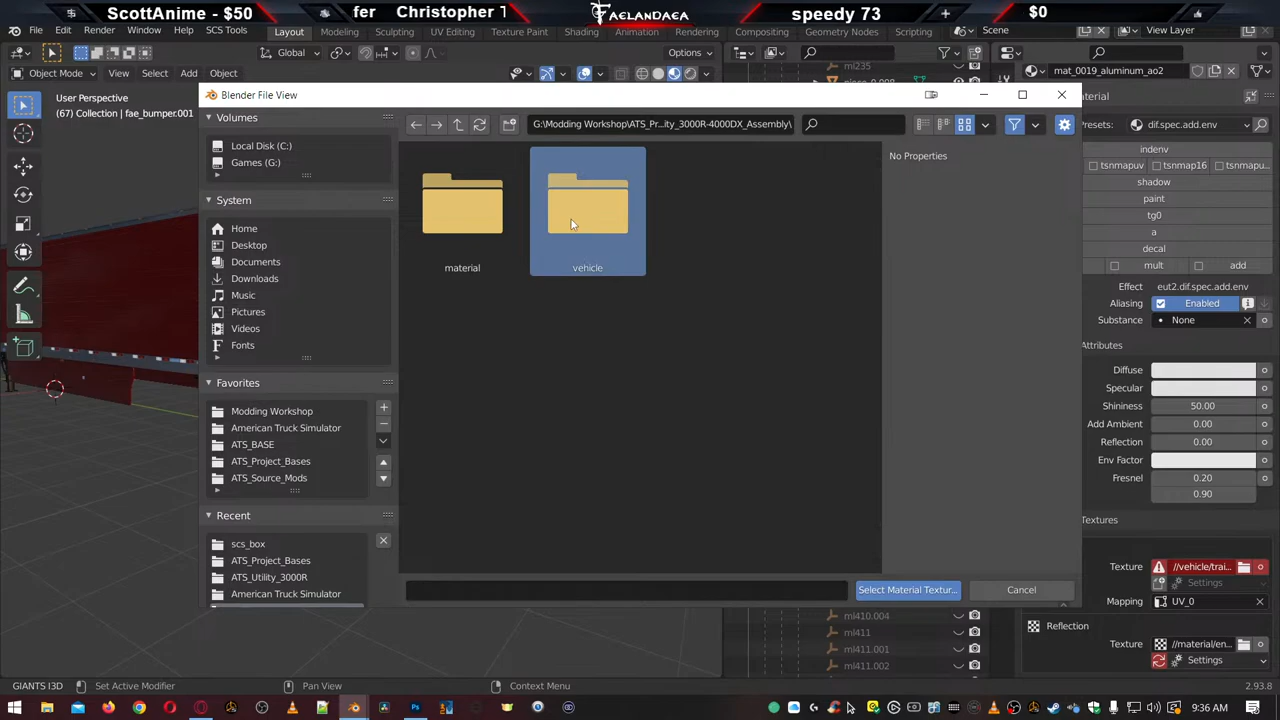 ScottAnime - $50
fer Christopher T
FAELANDAEA
speedy 73
$0
File Edit Render Window Help SCS Tools
Layout Modeling Sculpting UV Editing Texture Paint Shading Animation Rendering Compositing Geometry Nodes Scripting
Scene
View Layer
Global
Options
Object Mode View Select Add Object
ml235
mat_0019_aluminum_ao2
User Perspective
(67) Collection | fae_bumper.001
Blender File View
Volumes
Local Disk (C:)
Games (G:)
System
Home
Desktop
Documents
Downloads
Music
Pictures
Videos
Fonts
Favorites
Modding Workshop
American Truck Simulator
ATS_BASE
ATS_Project_Bases
ATS_Source_Mods
Recent
scs_box
ATS_Project_Bases
ATS_Utility_3000R
American Truck Simulator
G:\Modding Workshop\ATS_Pr...ity_3000R-4000DX_Assembly\
material
vehicle
No Properties
Select Material Textur...
Cancel
aterial
Presets: dif.spec.add.env
indenv
tsnmapuv tsnmap16 tsnmapu...
shadow
paint
tg0
a
decal
mult add
Effect eut2.dif.spec.add.env
Aliasing Enabled
Substance None
Attributes
Diffuse
Specular
Shininess 50.00
Add Ambient 0.00
Reflection 0.00
Env Factor
Fresnel 0.20
0.90
Textures
Texture //vehicle/trai...
Settings
Mapping UV_0
Reflection
Texture //material/en...
Settings
ml410.004
ml411
ml411.001
ml411.002
GIANTS I3D Set Active Modifier Pan View Context Menu
2.93.8
9:36 AM